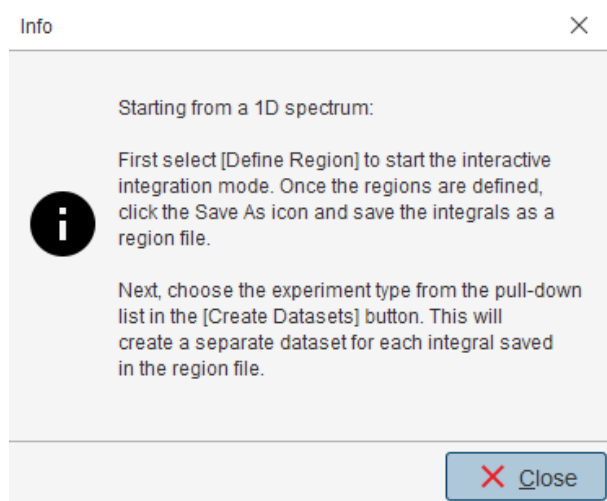 Info
Starting from a 1D spectrum:
First select [Define Region] to start the interactive
integration mode. Once the regions are defined,
click the Save As icon and save the integrals as a
region file.
Next, choose the experiment type from the pull-down
list in the [Create Datasets] button. This will
create a separate dataset for each integral saved
in the region file.
Close